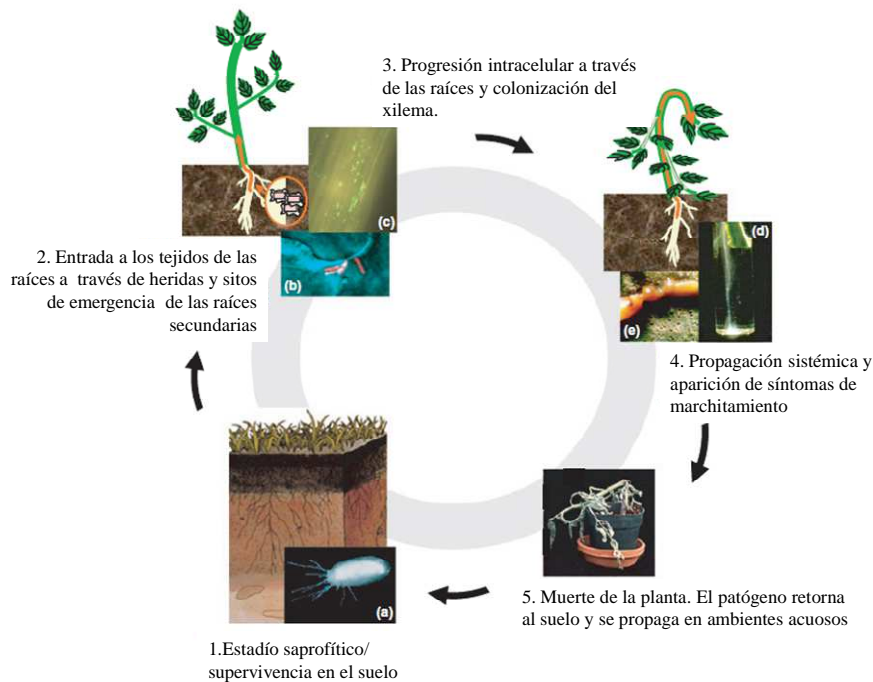 3. Progresión intracelular a través
de las raíces y colonización del
xilema.
(c)
(b)
2. Entrada a los tejidos de las
raíces a través de heridas y sitos
de emergencia de las raíces
secundarias
(d)
(e)
4. Propagación sistémica y
aparición de síntomas de
marchitamiento
5. Muerte de la planta. El patógeno retorna
al suelo y se propaga en ambientes acuosos
(a)
1.Estadío saprofítico/
supervivencia en el suelo